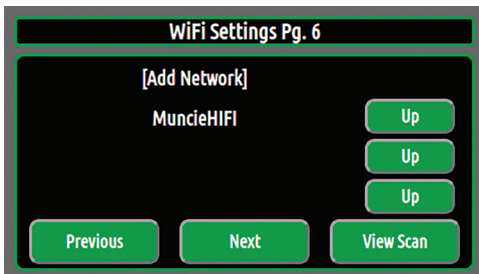 WiFi Settings Pg. 6
[Add Network]
MuncieHIFI Up
Up
Up
Previous Next View Scan